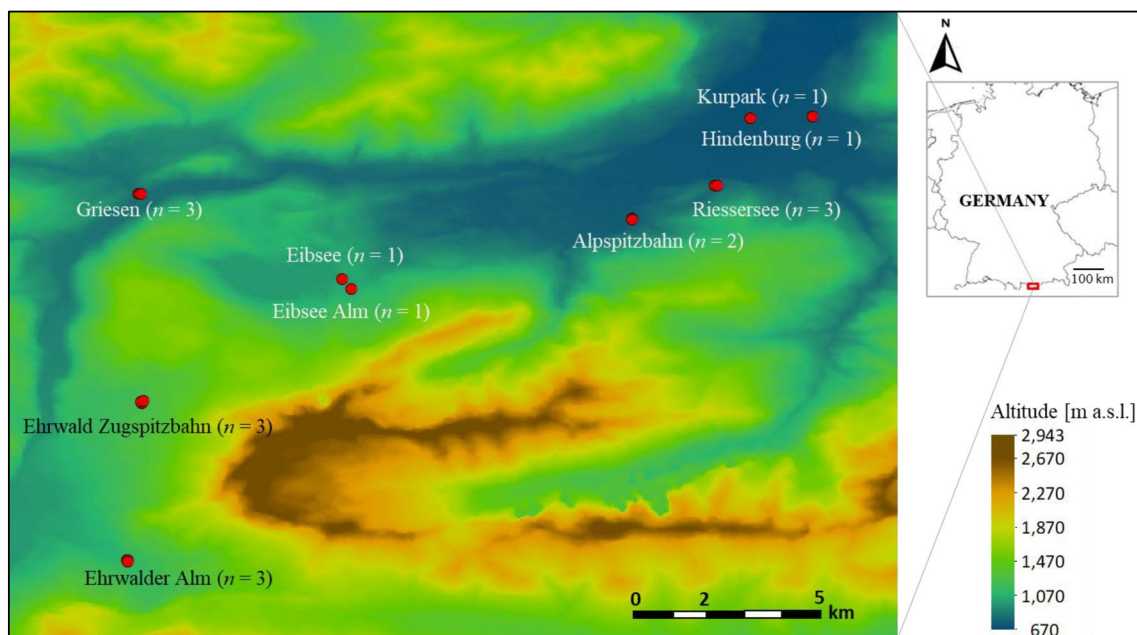 N
Kurpark (n = 1)
Hindenburg (n = 1)
Griesen (n = 3)
Riessersee (n = 3)
Alpspitzbahn (n = 2)
GERMANY
100 km
Eibsee (n = 1)
Eibsee Alm (n = 1)
Ehrwald Zugspitzbahn (n = 3)
Ehrwalder Alm (n = 3)
0 2 5
km
Altitude [m a.s.l.]
2,943
2,670
2,270
1,870
1,470
1,070
670